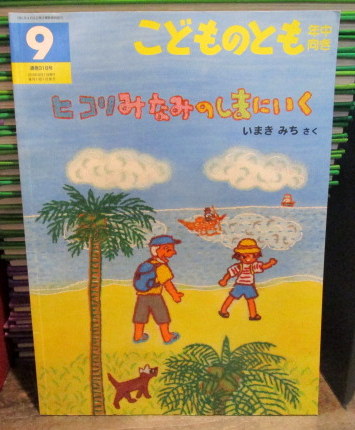 9
こどものとも
年中
向き
ヒコリみなみのしまにいく
いまき みち さく